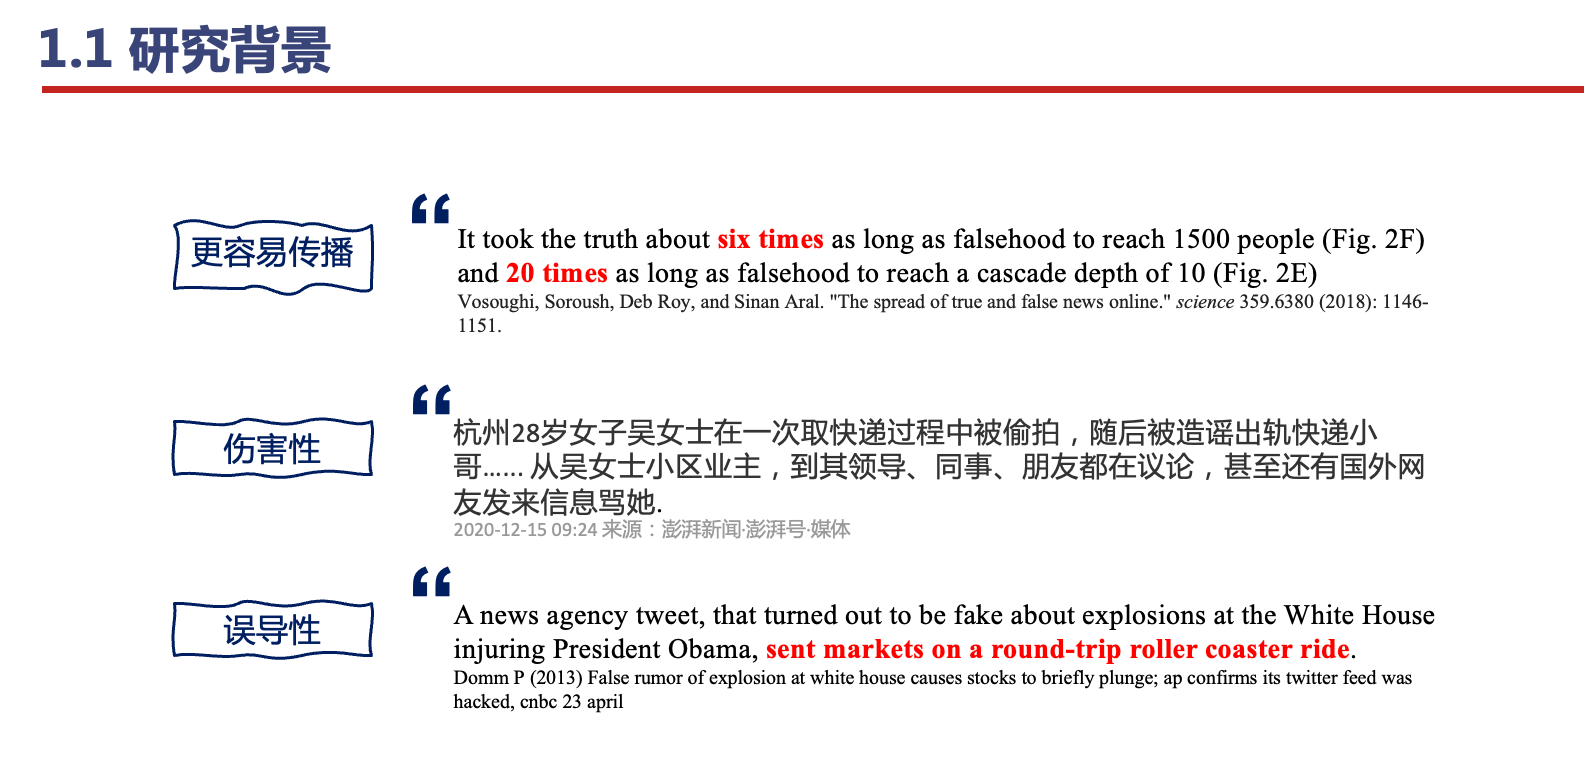 1.1 研究背景
更容易传播
It took the truth about six times as long as falsehood to reach 1500 people (Fig. 2F)
and 20 times as long as falsehood to reach a cascade depth of 10 (Fig. 2E)
Vosoughi, Soroush, Deb Roy, and Sinan Aral. "The spread of true and false news online." science 359.6380 (2018): 1146-
1151.
伤害性
杭州28岁女子吴女士在一次取快递过程中被偷拍，随后被造谣出轨快递小
哥...... 从吴女士小区业主，到其领导、同事、朋友都在议论，甚至还有国外网
友发来信息骂她.
2020-12-15 09:24 来源：澎湃新闻·澎湃号·媒体
误导性
A news agency tweet, that turned out to be fake about explosions at the White House
injuring President Obama, sent markets on a round-trip roller coaster ride.
Domm P (2013) False rumor of explosion at white house causes stocks to briefly plunge; ap confirms its twitter feed was
hacked, cnbc 23 april